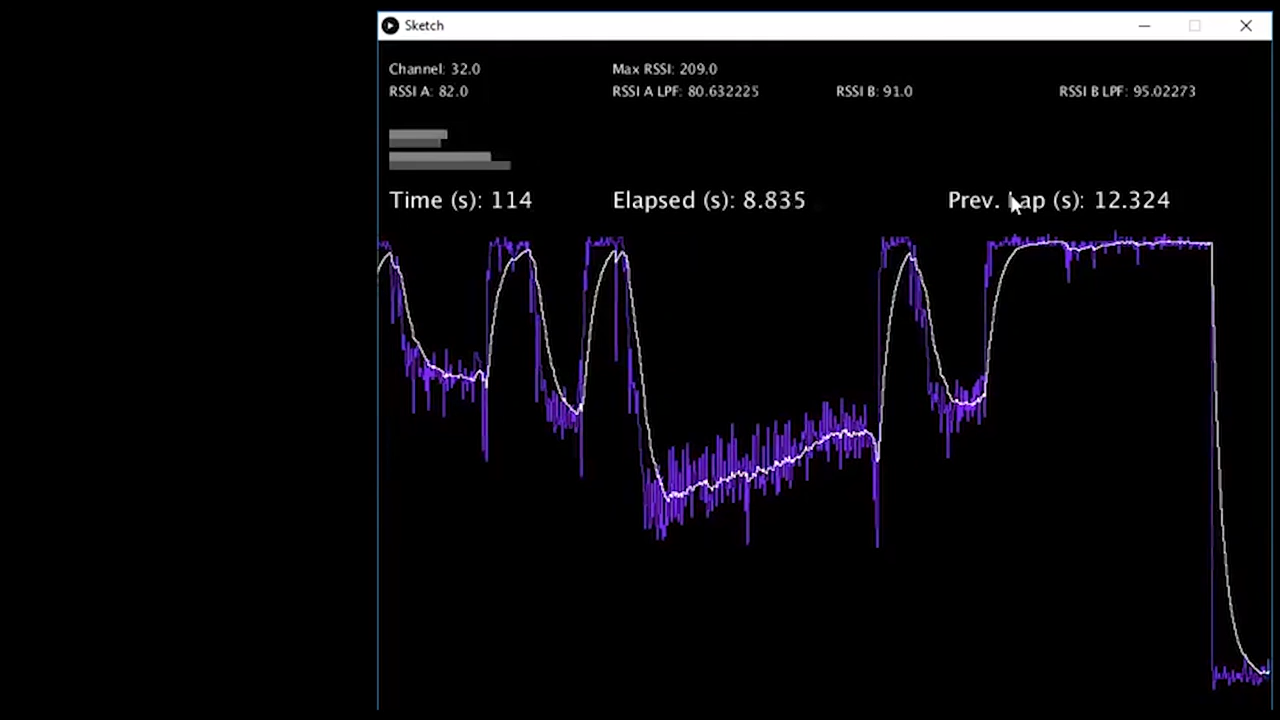 Sketch
Channel: 32.0 Max RSSI: 209.0
RSSI A: 82.0 RSSI A LPF: 80.632225 RSSI B: 91.0 RSSI B LPF: 95.02273
Time (s): 114 Elapsed (s): 8.835 Prev. Lap (s): 12.324